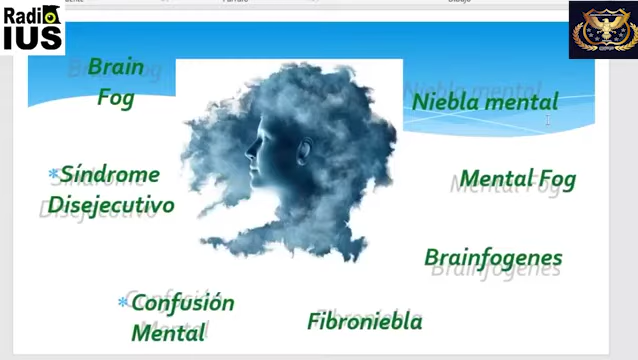 Radio
IUS
Brain
Fog
Niebla mental
Síndrome
Disejecutivo
Mental Fog
Brainfogenes
Confusión
Mental
Fibroniebla